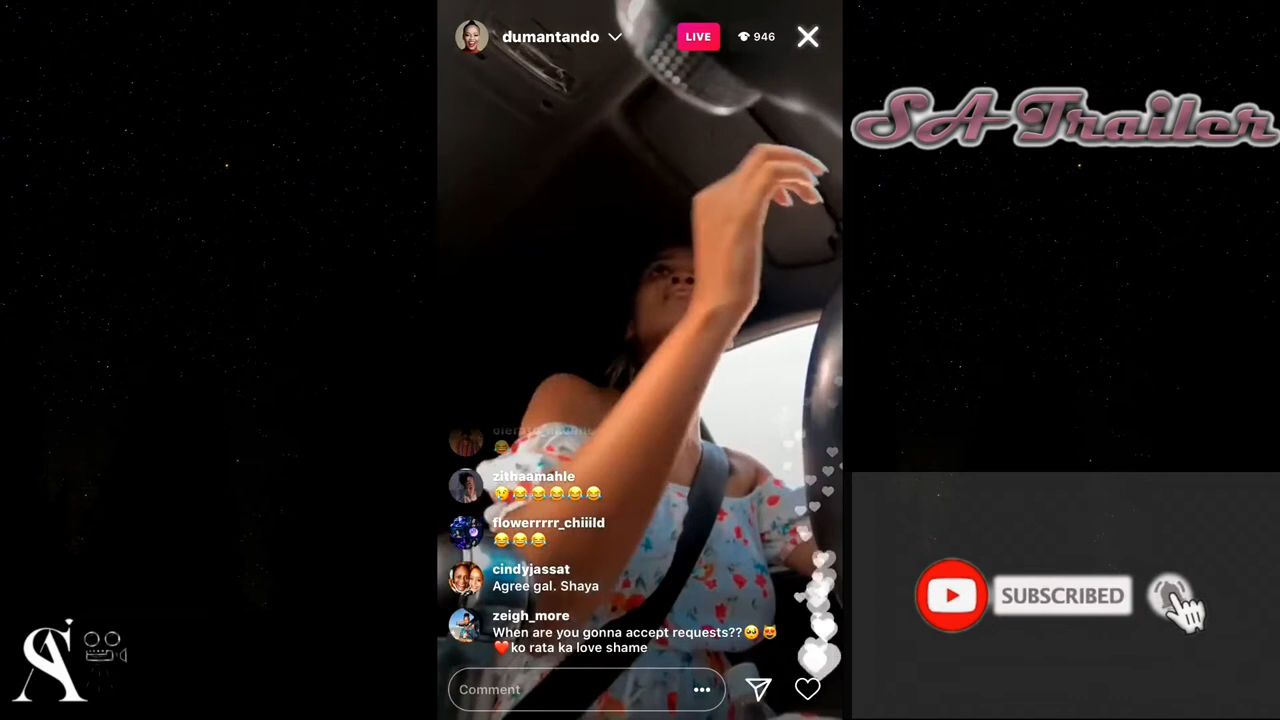 dumantando
LIVE
946
SA Trailer
zithaamahle
😢😂😂😂😂😂
flowerrrrr_chiiild
😂😂😂
cindyjassat
Agree gal. Shaya
zeigh_more
When are you gonna accept requests??🥺😍
❤️ko rata ka love shame
Comment
SUBSCRIBED